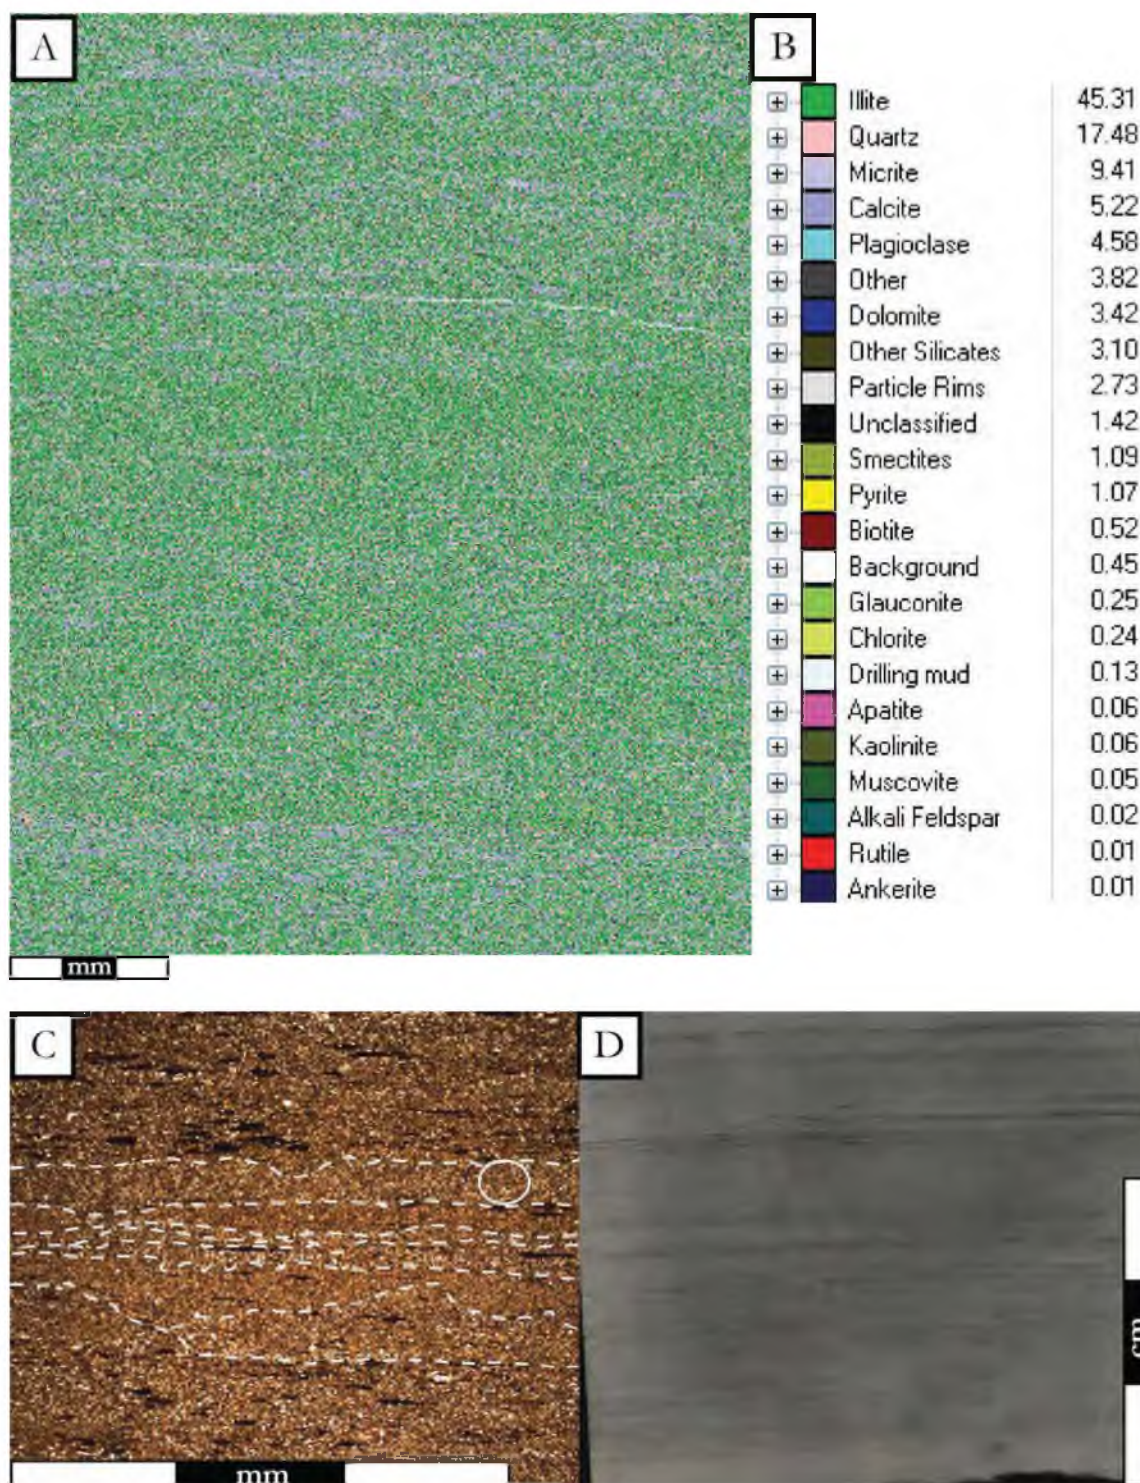 A
B
Illite 45.31
Quartz 17.48
Micrite 9.41
Calcite 5.22
Plagioclase 4.58
Other 3.82
Dolomite 3.42
Other Silicates 3.10
Particle Rims 2.73
Unclassified 1.42
Smectites 1.09
Pyrite 1.07
Biotite 0.52
Background 0.45
Glauconite 0.25
Chlorite 0.24
Drilling mud 0.13
Apatite 0.06
Kaolinite 0.06
Muscovite 0.05
Alkali Feldspar 0.02
Rutile 0.01
Ankerite 0.01
mm
C
D
cm
mm